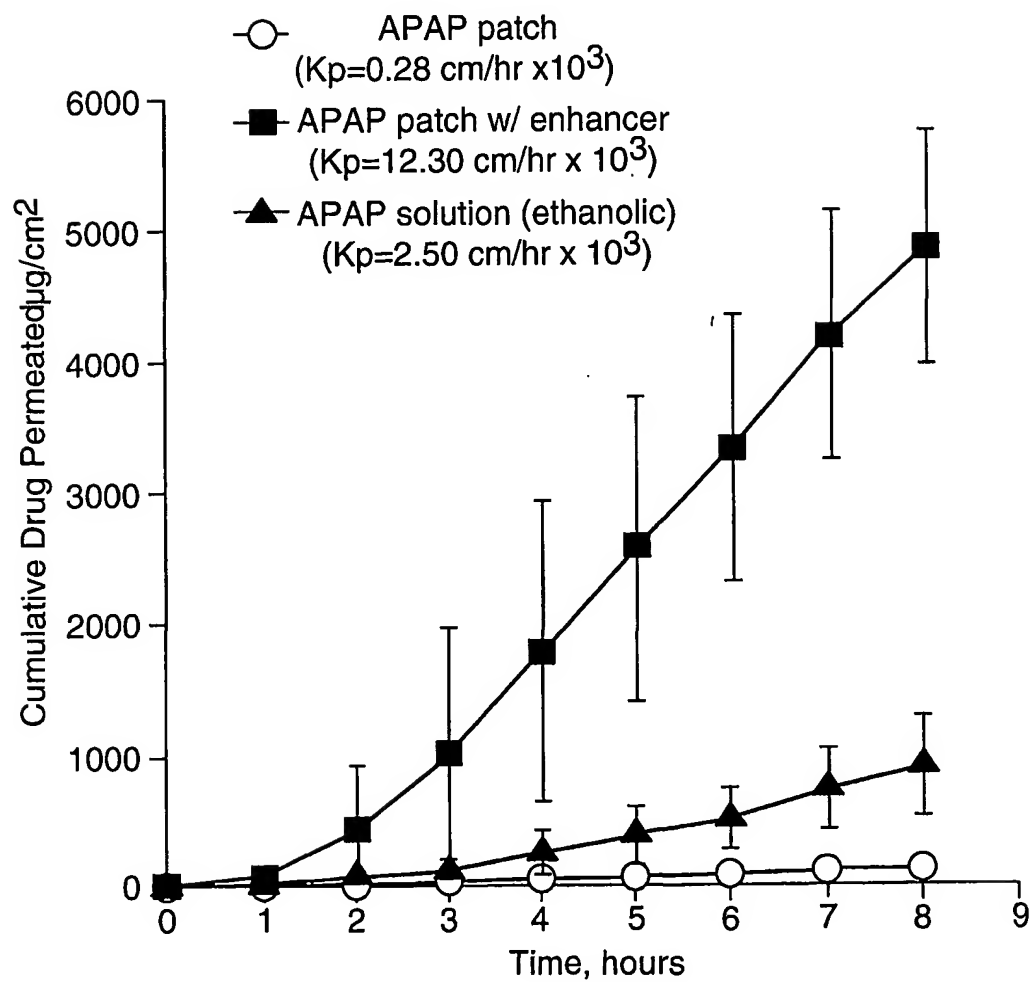 APAP patch
(Kp=0.28 cm/hr x10³)
APAP patch w/ enhancer
(Kp=12.30 cm/hr x 10³)
APAP solution (ethanolic)
(Kp=2.50 cm/hr x 10³)
Cumulative Drug Permeatedµg/cm²
6000
5000
4000
3000
2000
1000
0
0 1 2 3 4 5 6 7 8 9
Time, hours